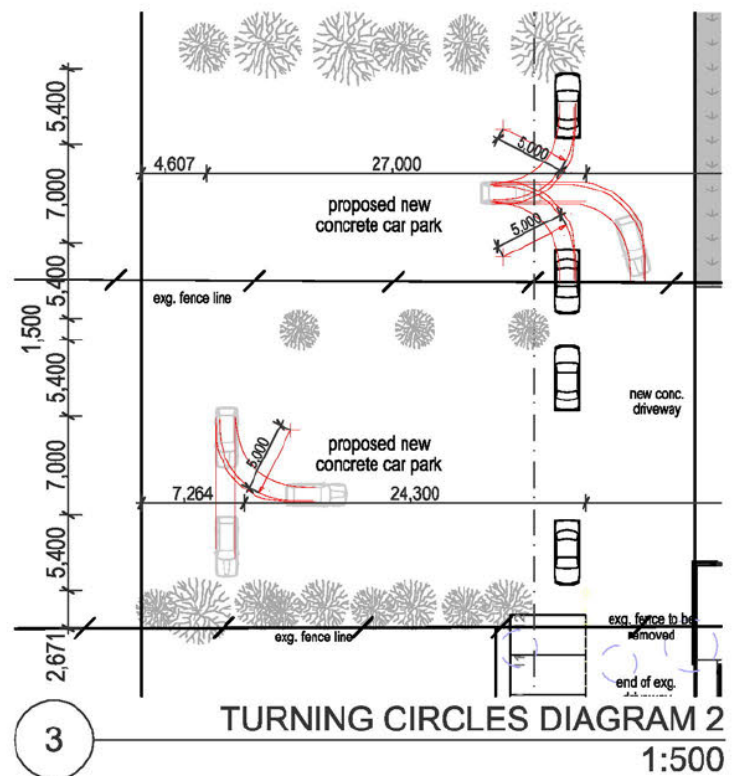 5,400
7,000
5,400
1,500
5,400
7,000
5,400
2,671
4,607
27,000
5.000
5.000
proposed new
concrete car park
exg. fence line
new conc.
driveway
proposed new
concrete car park
5.000
7,264
24,300
exg. fence line
exg. fence to be
removed
end of exg.
3
TURNING CIRCLES DIAGRAM 2
1:500